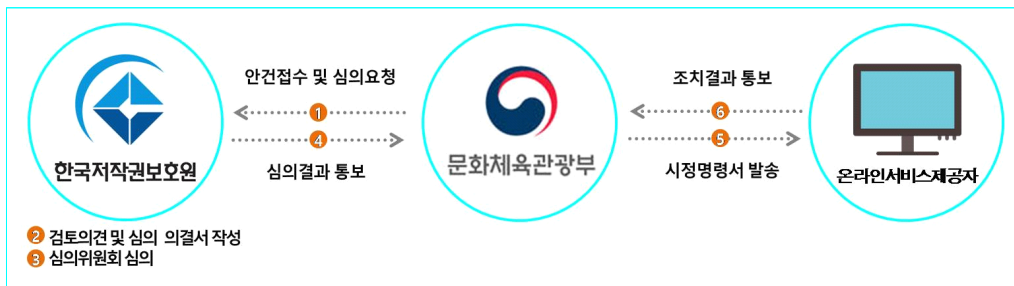 안건접수 및 심의요청
1
4
심의결과 통보
한국저작권보호원
문화체육관광부
조치결과 통보
6
5
시정명령서 발송
온라인서비스제공자
2 검토의견 및 심의 의결서 작성
3 심의위원회 심의